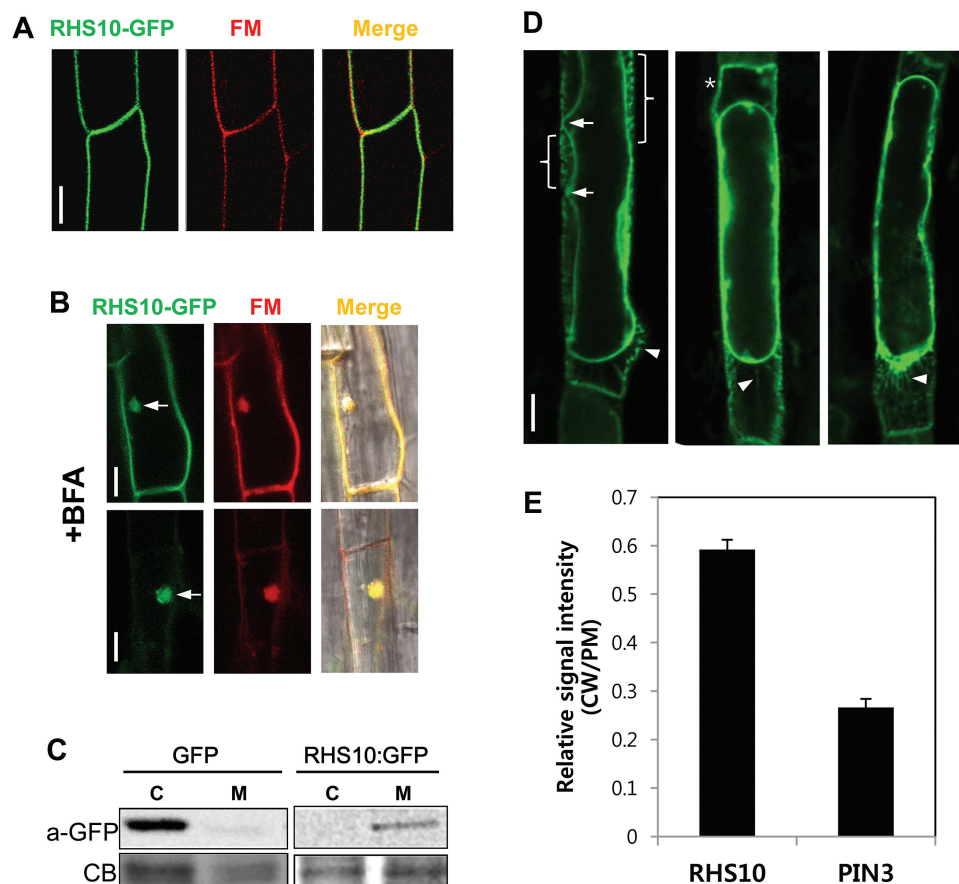 A
RHS10-GFP FM Merge
B
RHS10-GFP FM Merge
+BFA
C
GFP RHS10:GFP
C M C M
a-GFP
CB
D
*
E
Relative signal intensity
(CW/PM)
0.7
0.6
0.5
0.4
0.3
0.2
0.1
0
RHS10 PIN3